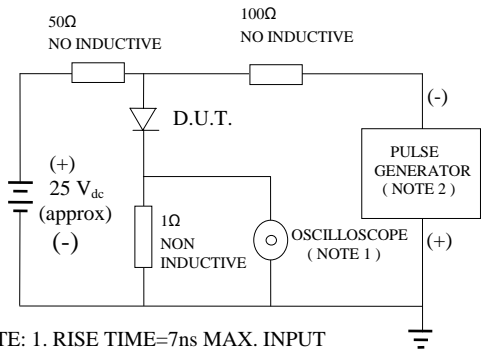 50Ω
NO INDUCTIVE
100Ω
NO INDUCTIVE
(-)
D.U.T.
PULSE
GENERATOR
( NOTE 2 )
(+)
25 Vdc
(approx)
(-)
1Ω
NON
INDUCTIVE
OSCILLOSCOPE
( NOTE 1 )
(+)
TE: 1. RISE TIME=7ns MAX. INPUT